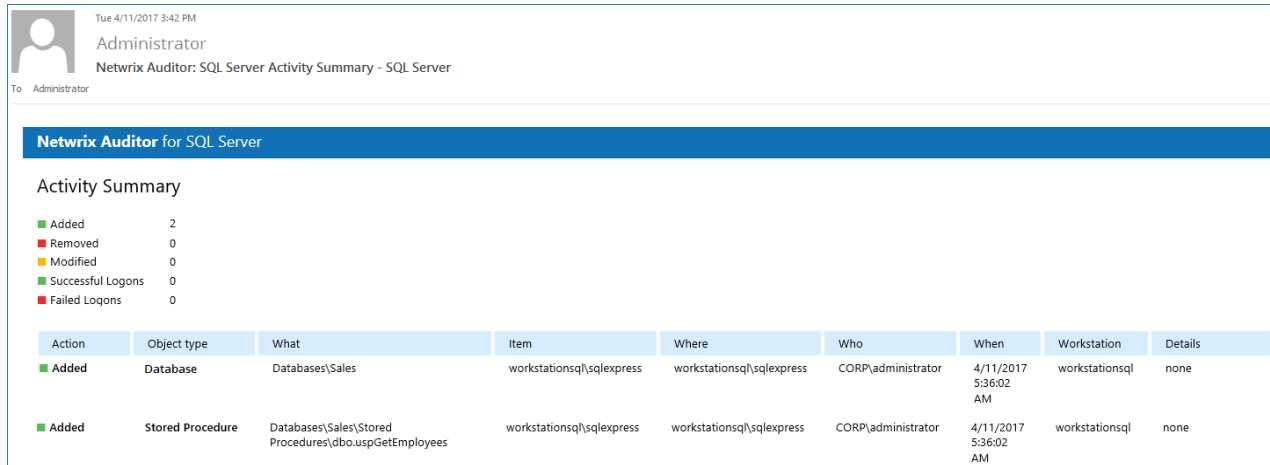 Tue 4/11/2017 3:42 PM
Administrator
Netwrix Auditor: SQL Server Activity Summary - SQL Server
To Administrator
Netwrix Auditor for SQL Server
Activity Summary
Added 2
Removed 0
Modified 0
Successful Logons 0
Failed Logons 0
Action Object type What Item Where Who When Workstation Details
Added Database Databases\Sales workstationsql\sqlexpress workstationsql\sqlexpress CORP\administrator 4/11/2017 workstationsql none
5:36:02
AM
Added Stored Procedure Databases\Sales\Stored workstationsql\sqlexpress workstationsql\sqlexpress CORP\administrator 4/11/2017 workstationsql none
Procedures\dbo.uspGetEmployees 5:36:02
AM